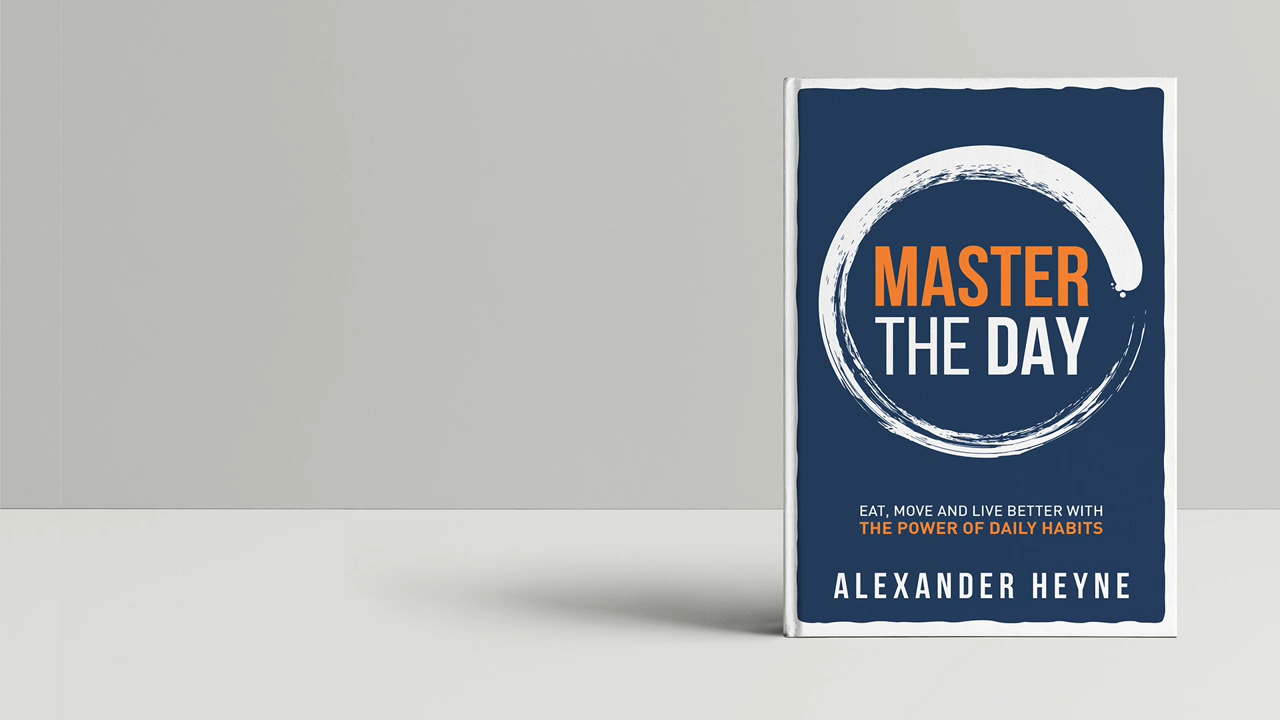 MASTER
THE DAY
EAT, MOVE AND LIVE BETTER WITH
THE POWER OF DAILY HABITS
ALEXANDER HEYNE